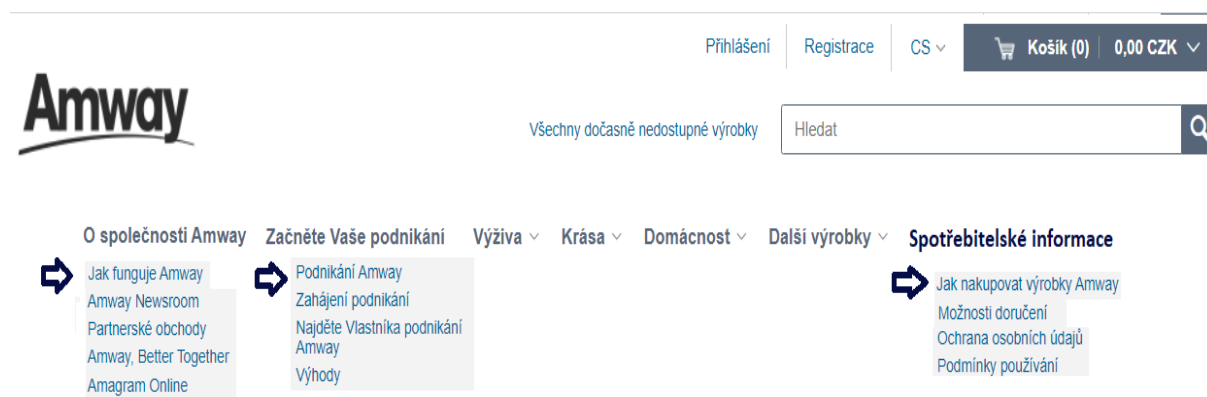 Přihlášení Registrace CS Košík (0) 0,00 CZK
Amway
Všechny dočasně nedostupné výrobky Hledat
O společnosti Amway Začněte Vaše podnikání Výživa Krása Domácnost Další výrobky Spotřebitelské informace
Jak funguje Amway
Amway Newsroom
Partnerské obchody
Amway, Better Together
Amagram Online
Podnikání Amway
Zahájení podnikání
Najděte Vlastníka podnikání
Amway
Výhody
Jak nakupovat výrobky Amway
Možnosti doručení
Ochrana osobních údajů
Podmínky používání